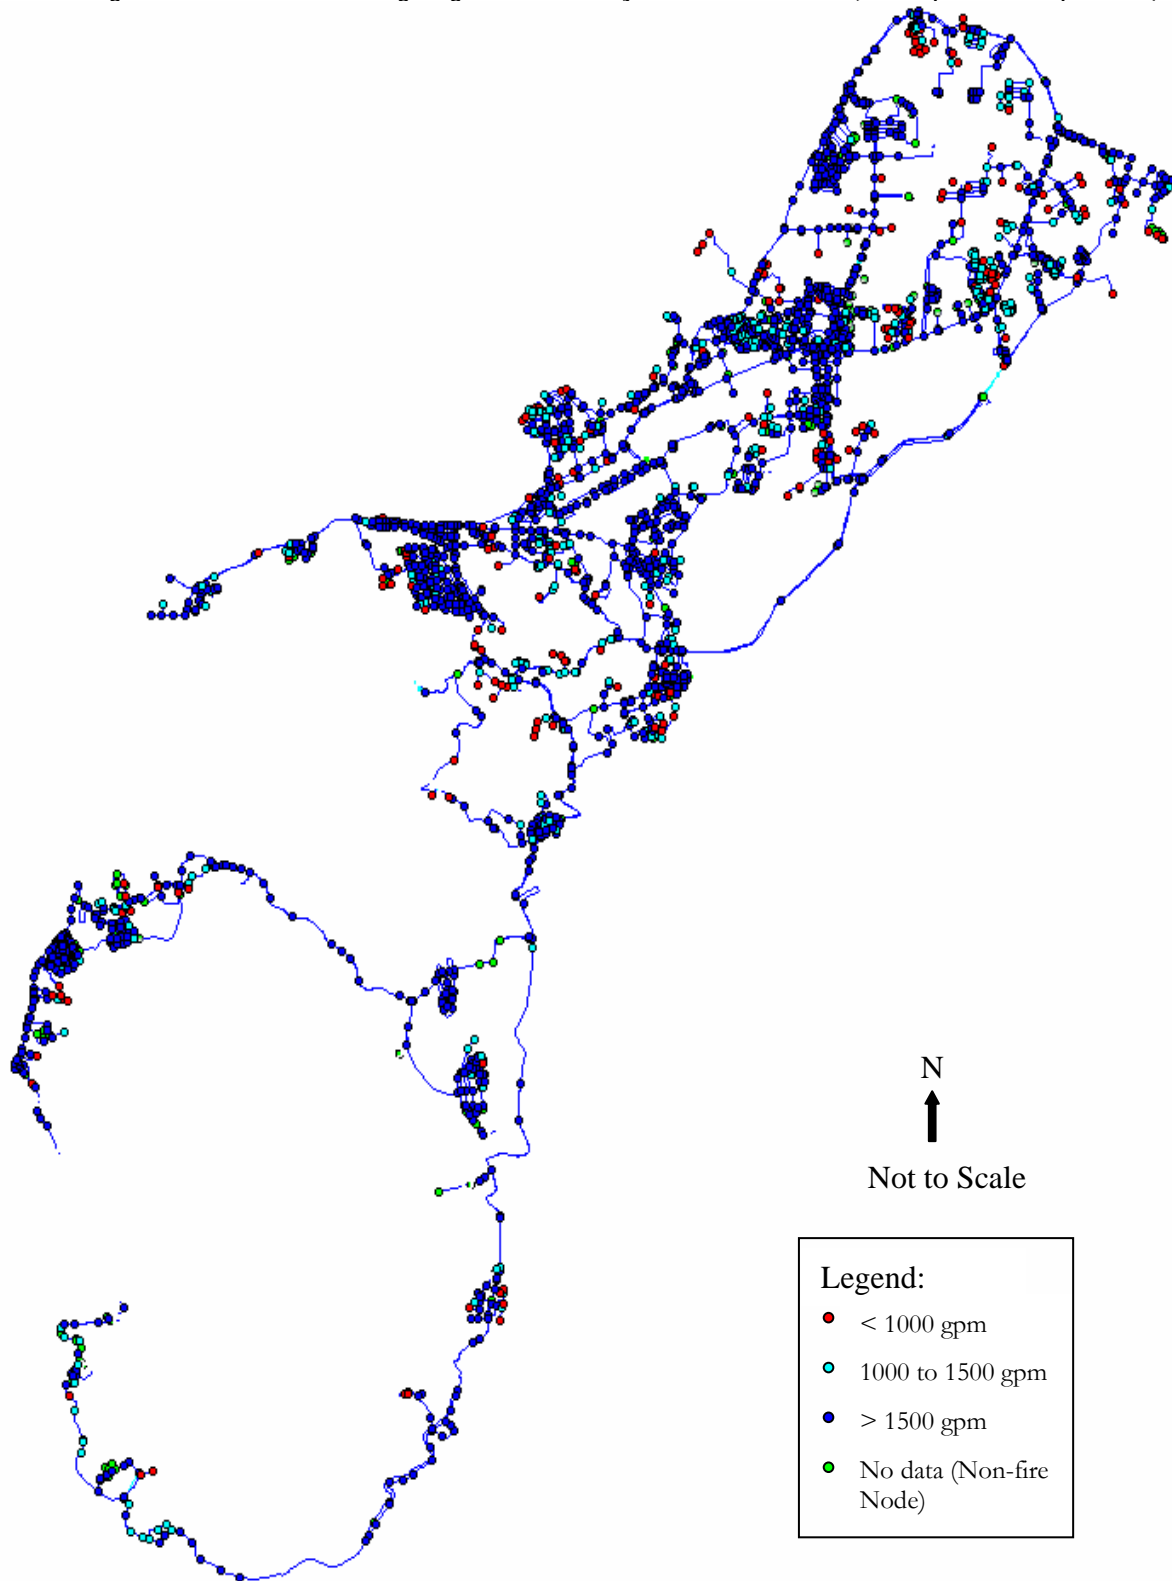 N
Not to Scale
Legend:
< 1000 gpm
1000 to 1500 gpm
> 1500 gpm
No data (Non-fire
Node)